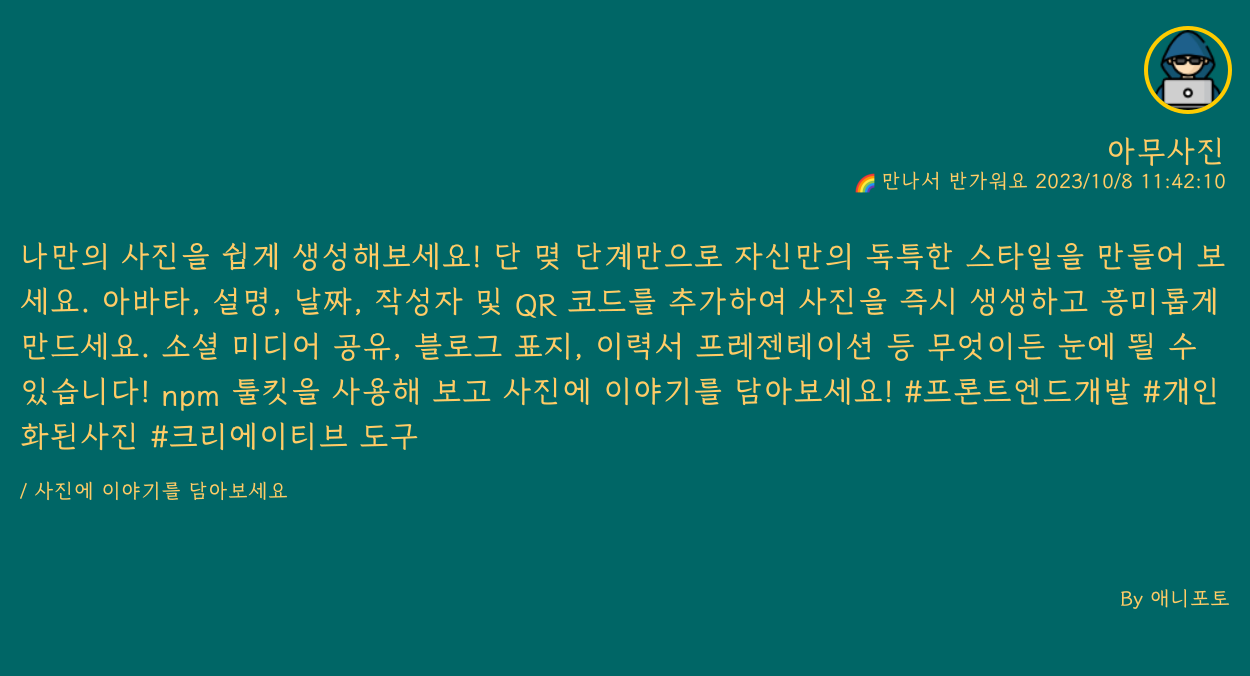 아무사진
🌈 만나서 반가워요 2023/10/8 11:42:10
나만의 사진을 쉽게 생성해보세요! 단 몇 단계만으로 자신만의 독특한 스타일을 만들어 보
세요. 아바타, 설명, 날짜, 작성자 및 QR 코드를 추가하여 사진을 즉시 생생하고 흥미롭게
만드세요. 소셜 미디어 공유, 블로그 표지, 이력서 프레젠테이션 등 무엇이든 눈에 띌 수
있습니다! npm 툴킷을 사용해 보고 사진에 이야기를 담아보세요! #프론트엔드개발 #개인
화된사진 #크리에이티브 도구
/ 사진에 이야기를 담아보세요
By 애니포토